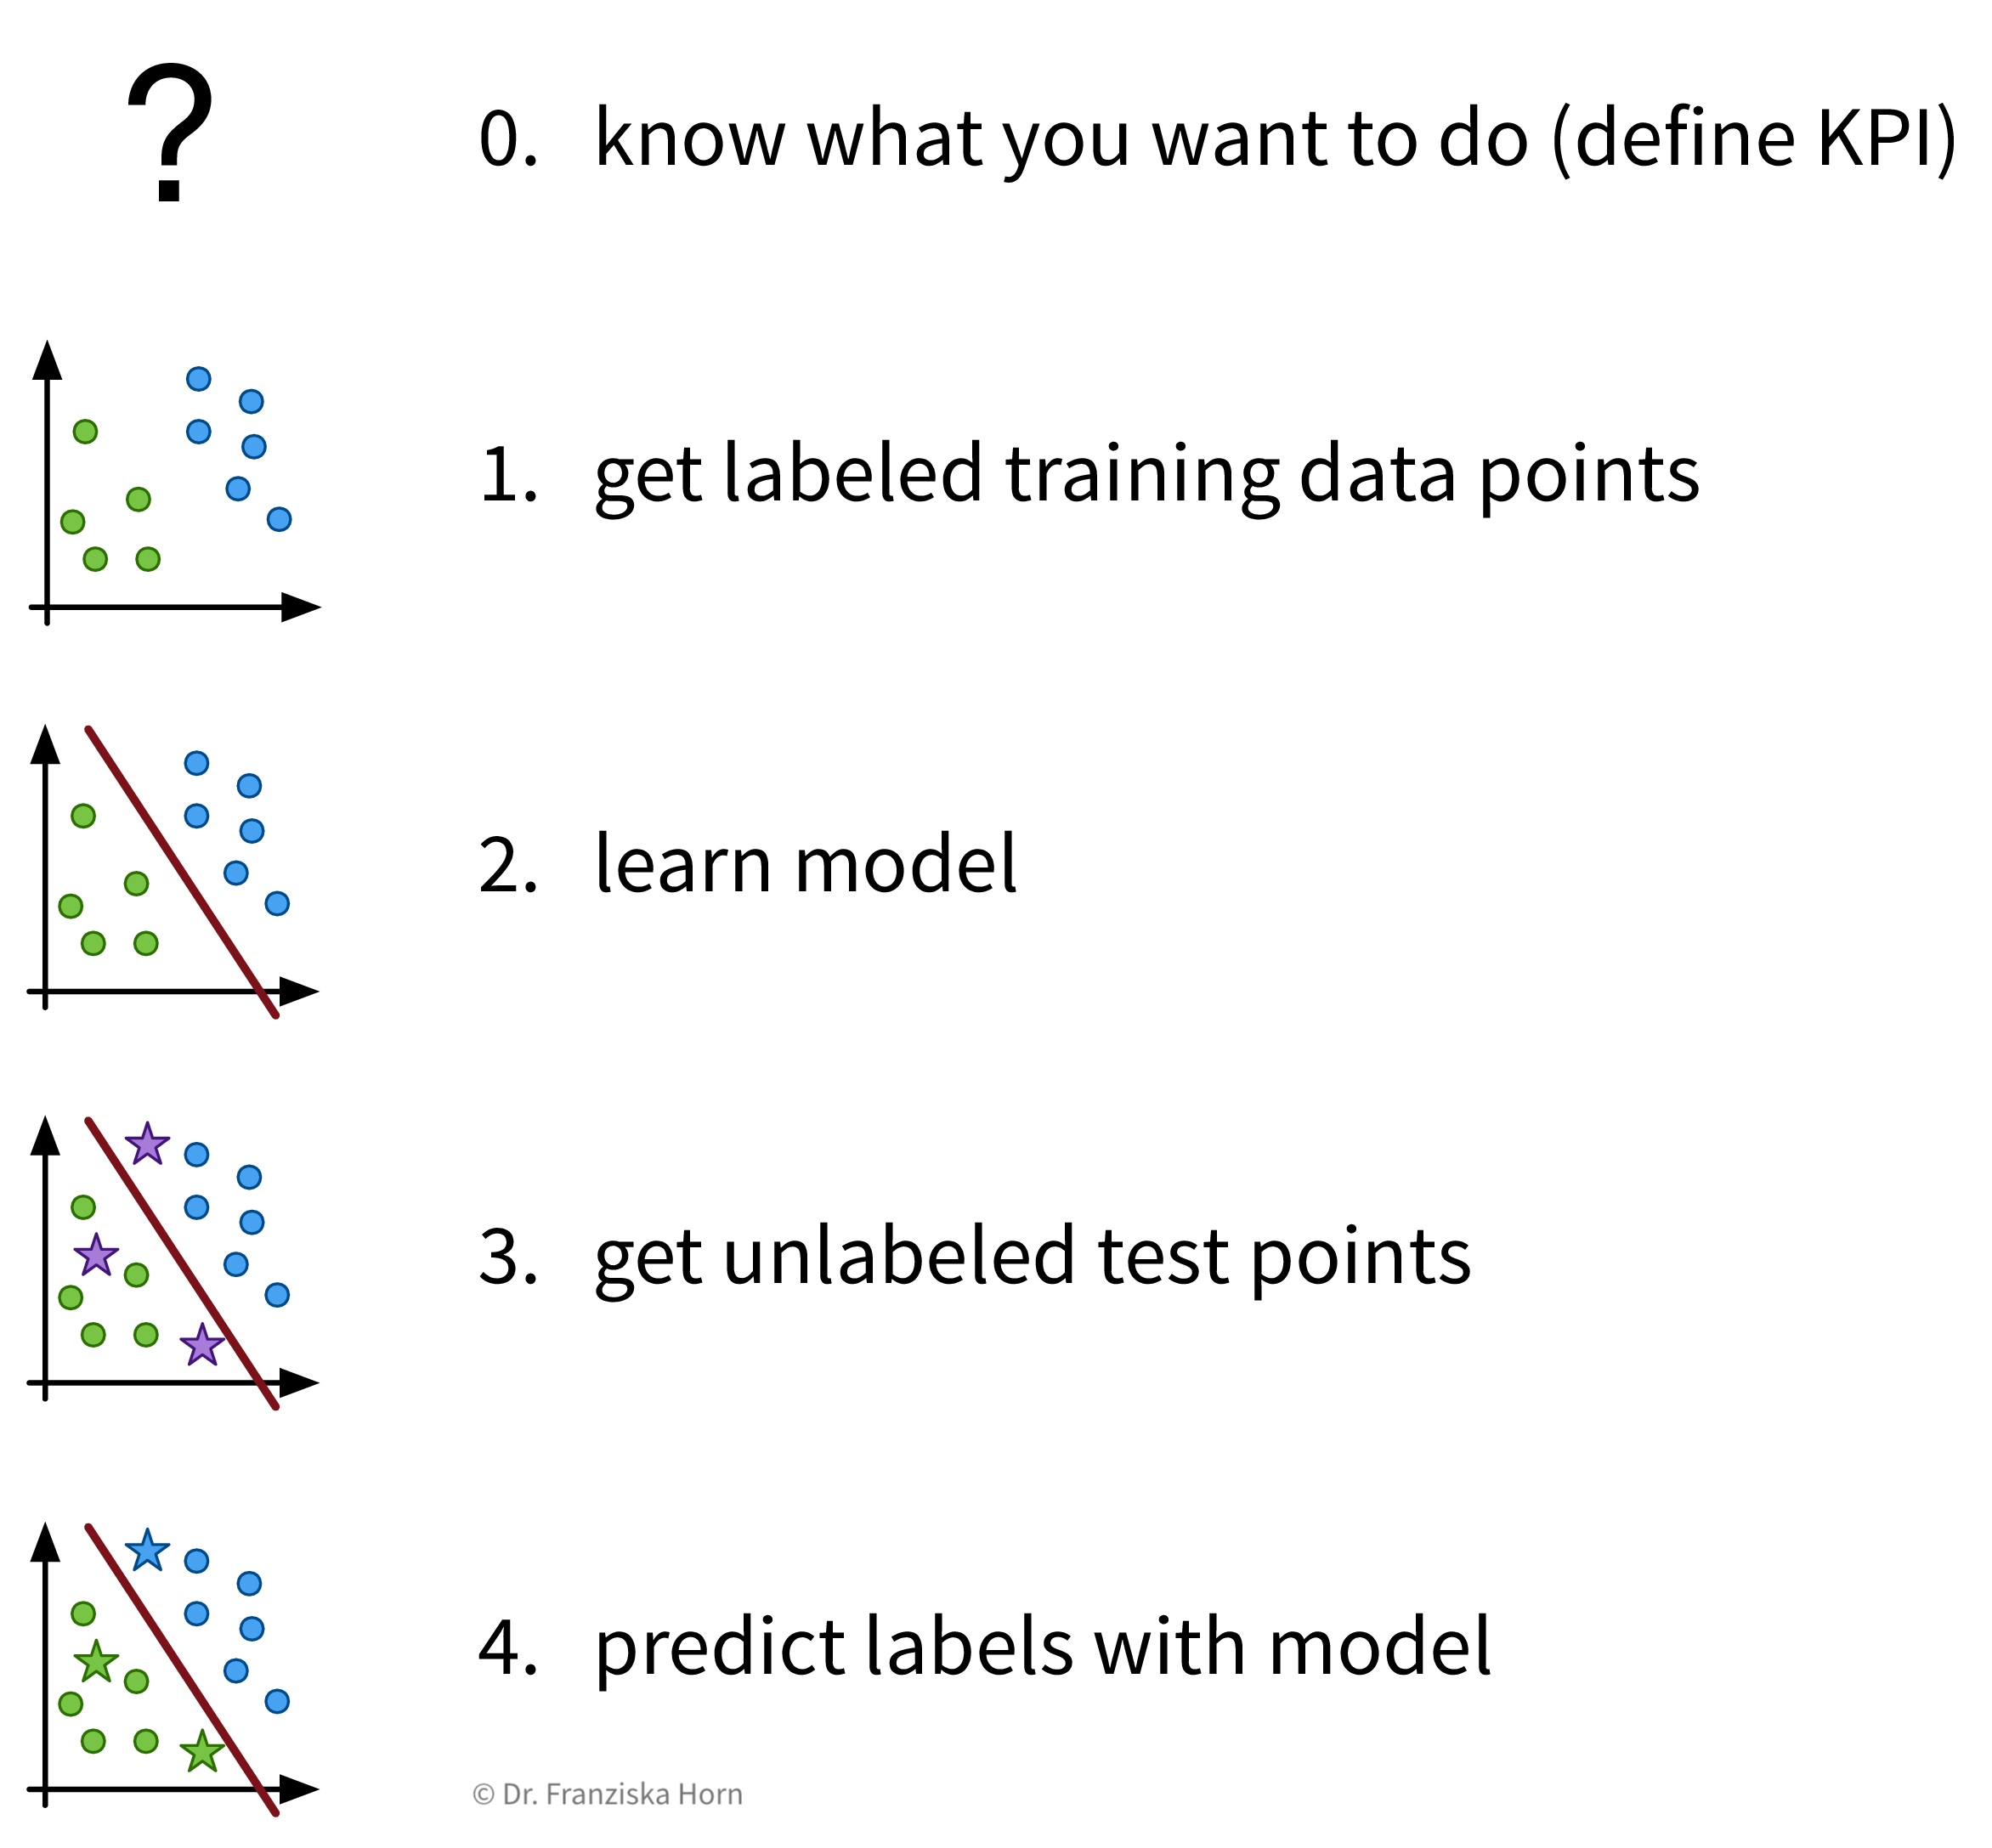 ?
0. know what you want to do (define KPI)
1. get labeled training data points
2. learn model
3. get unlabeled test points
4. predict labels with model
© Dr. Franziska Horn